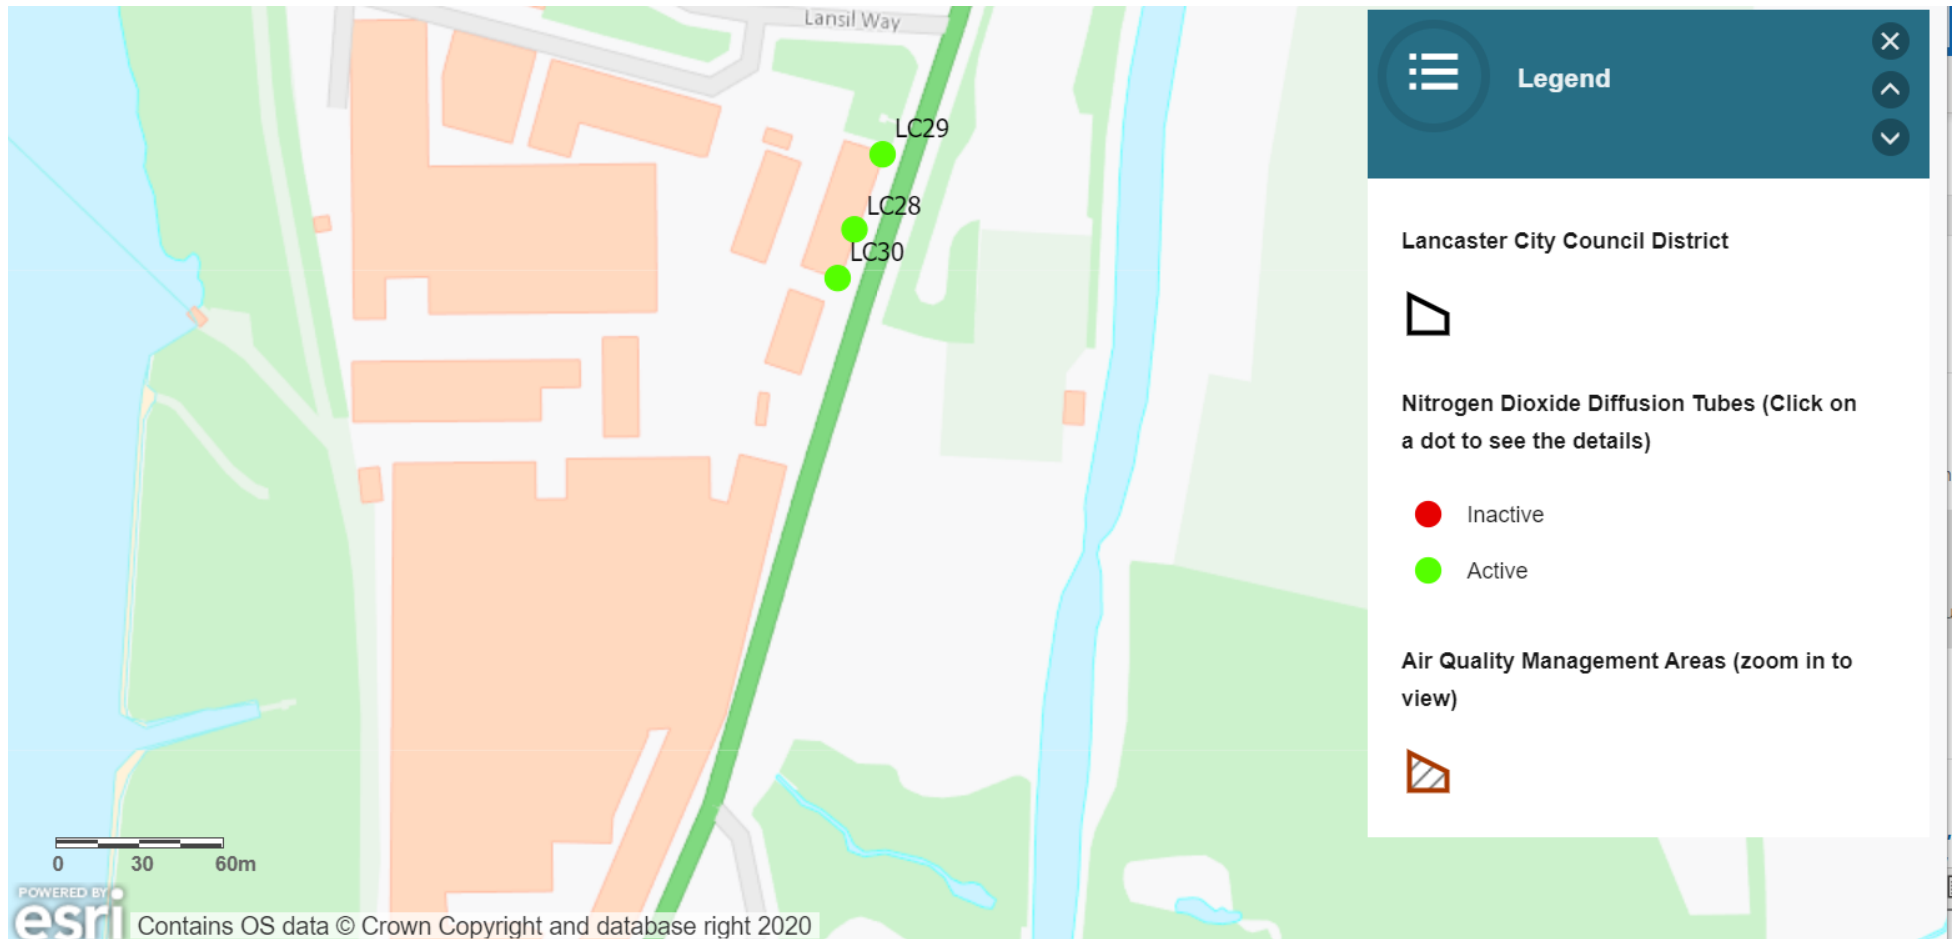 Lansil Way
LC29
LC28
LC30
0 30 60m
POWERED BY
esri
Contains OS data © Crown Copyright and database right 2020
Legend
Lancaster City Council District
Nitrogen Dioxide Diffusion Tubes (Click on
a dot to see the details)
Inactive
Active
Air Quality Management Areas (zoom in to
view)